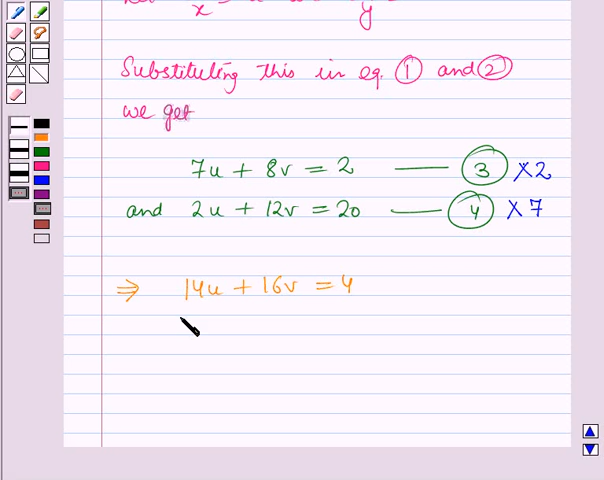 x y
Substituting this in eq. ① and ②
we get
7u + 8v = 2 —— ③ ×2
and 2u + 12v = 20 —— ④ ×7
⇒ 14u + 16v = 4